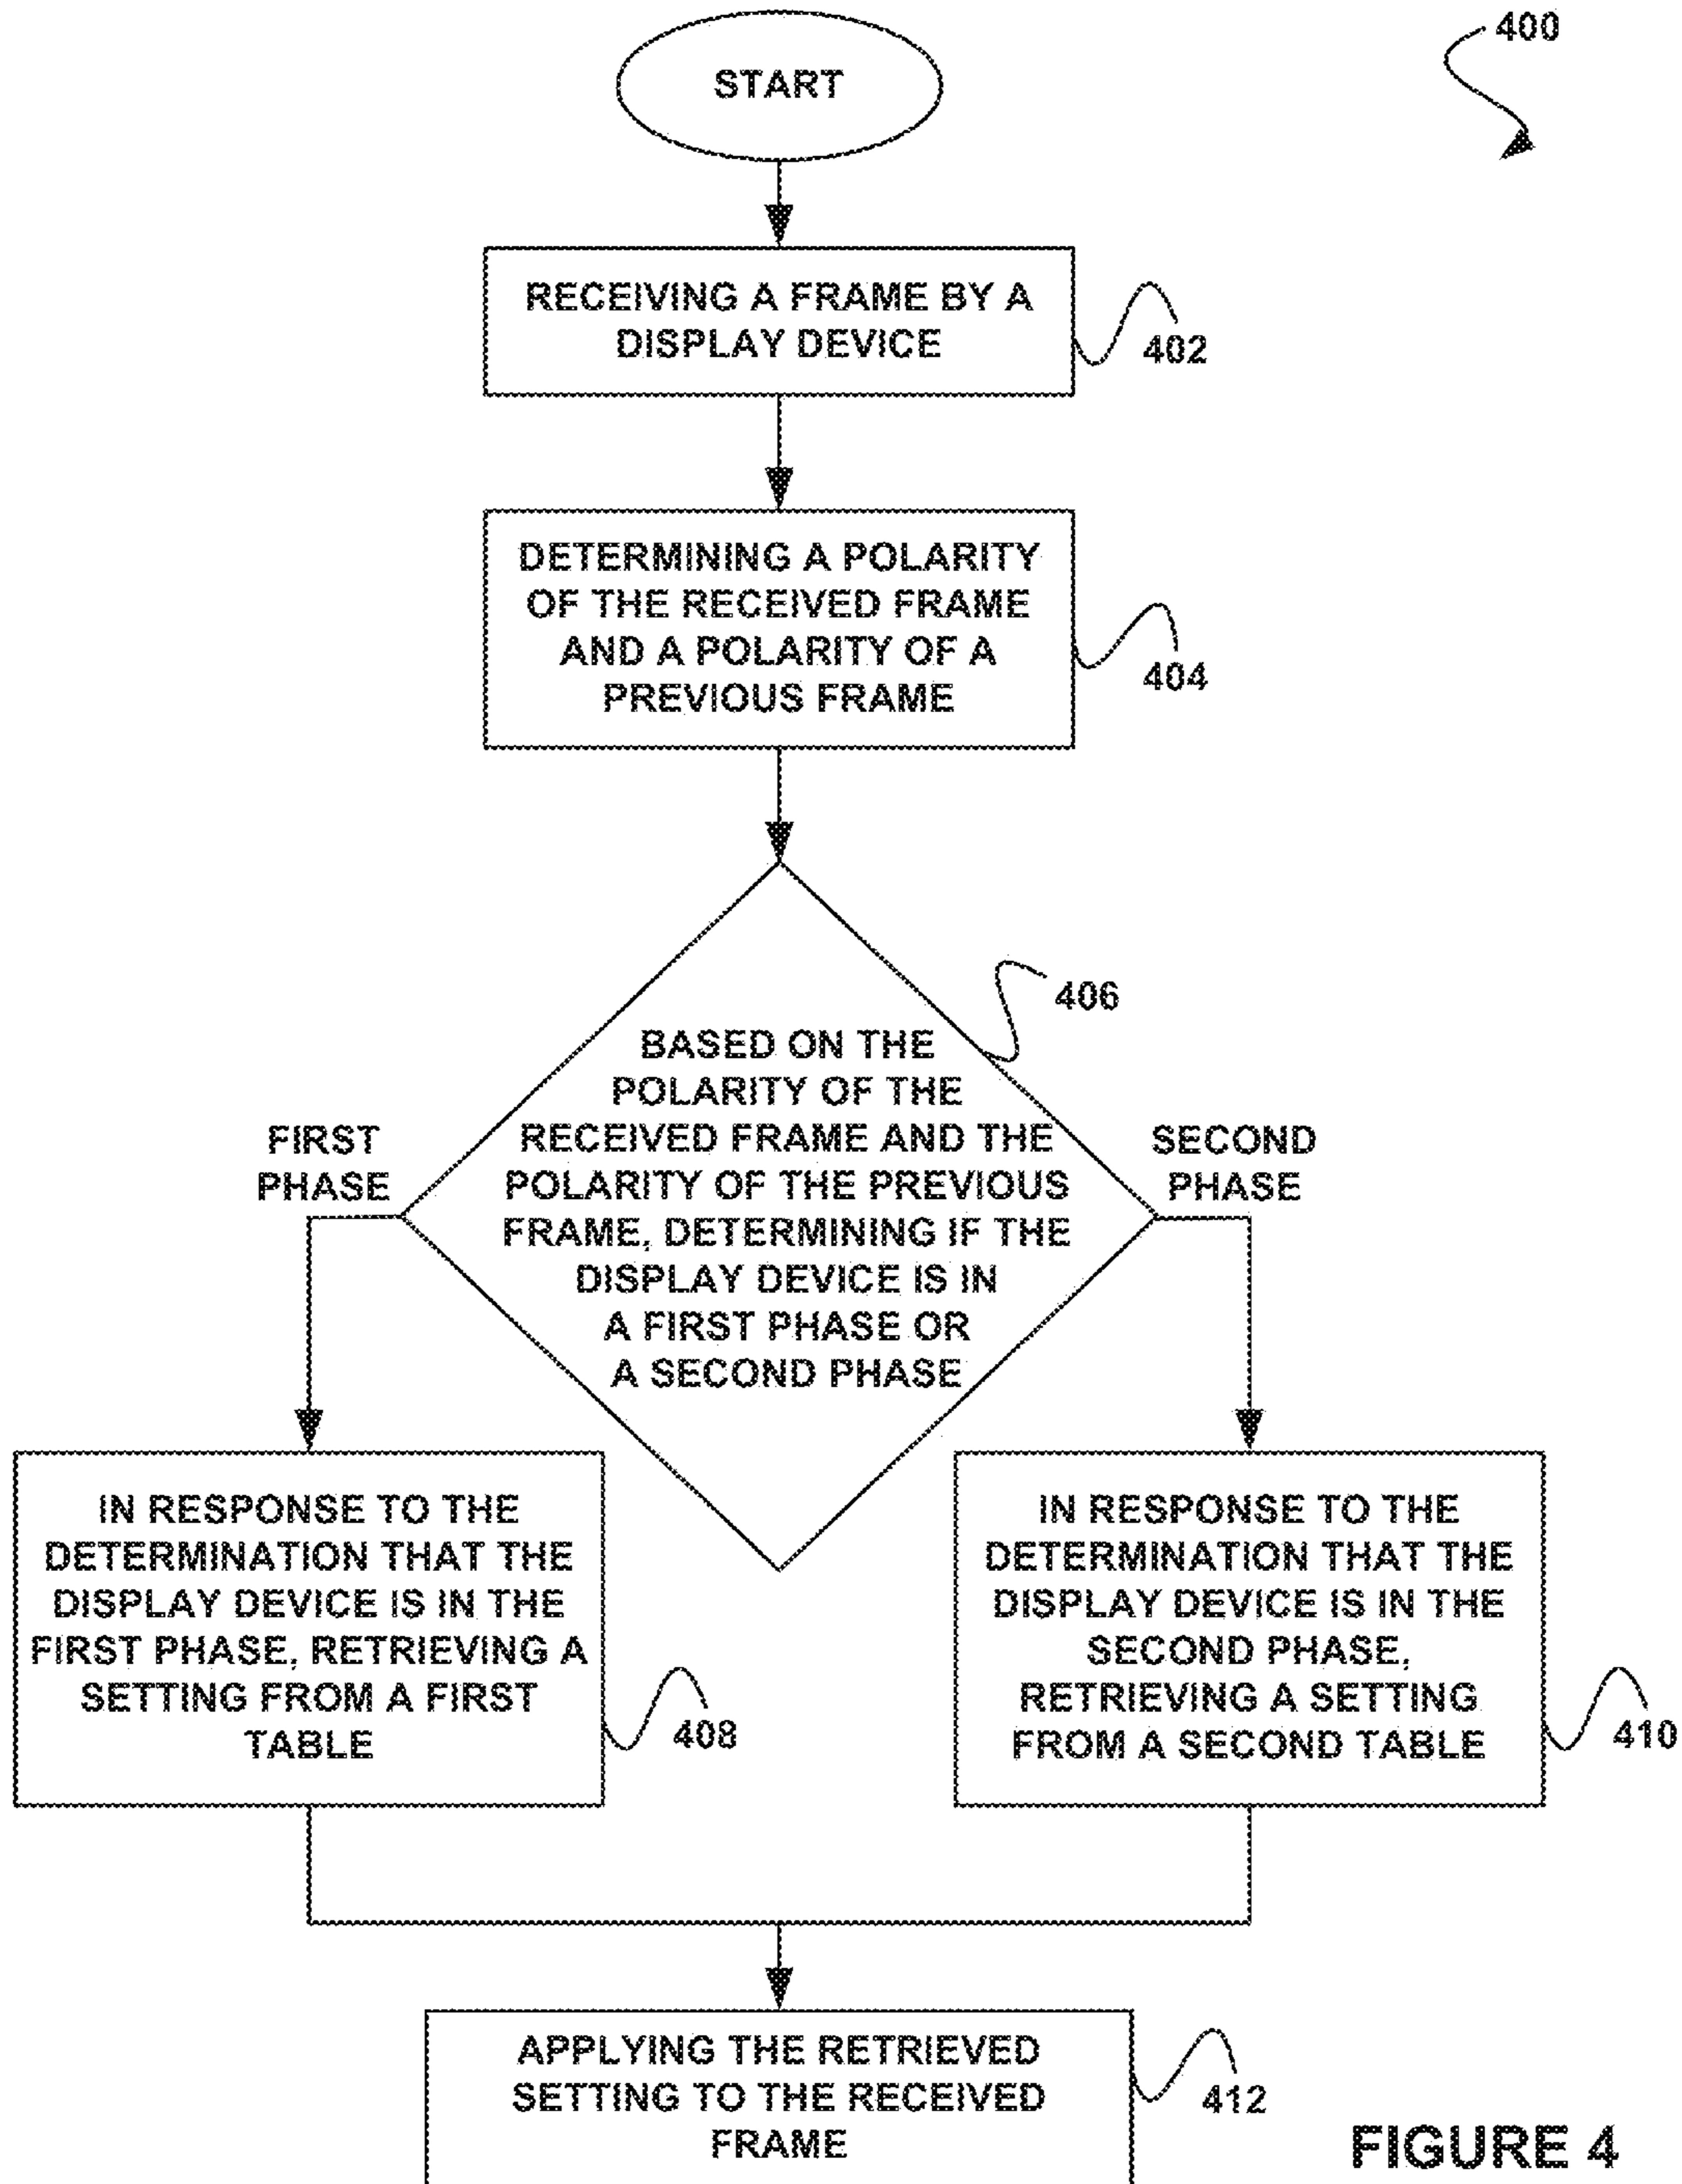 400
START
RECEIVING A FRAME BY A
DISPLAY DEVICE
402
DETERMINING A POLARITY
OF THE RECEIVED FRAME
AND A POLARITY OF A
PREVIOUS FRAME
404
406
BASED ON THE
POLARITY OF THE
RECEIVED FRAME AND THE
POLARITY OF THE PREVIOUS
FRAME, DETERMINING IF THE
DISPLAY DEVICE IS IN
A FIRST PHASE OR
A SECOND PHASE
FIRST
PHASE
SECOND
PHASE
IN RESPONSE TO THE
DETERMINATION THAT THE
DISPLAY DEVICE IS IN THE
FIRST PHASE, RETRIEVING A
SETTING FROM A FIRST
TABLE
408
IN RESPONSE TO THE
DETERMINATION THAT THE
DISPLAY DEVICE IS IN THE
SECOND PHASE,
RETRIEVING A SETTING
FROM A SECOND TABLE
410
APPLYING THE RETRIEVED
SETTING TO THE RECEIVED
FRAME
412
FIGURE 4